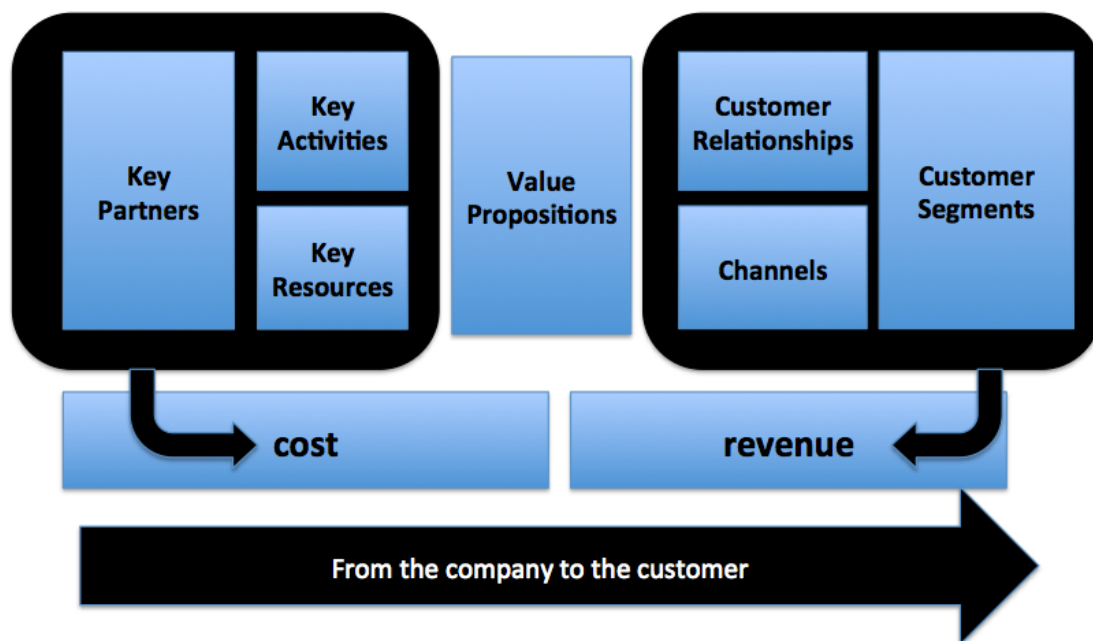 Key
Partners
Key
Activities
Key
Resources
Value
Propositions
Customer
Relationships
Channels
Customer
Segments
cost
revenue
From the company to the customer